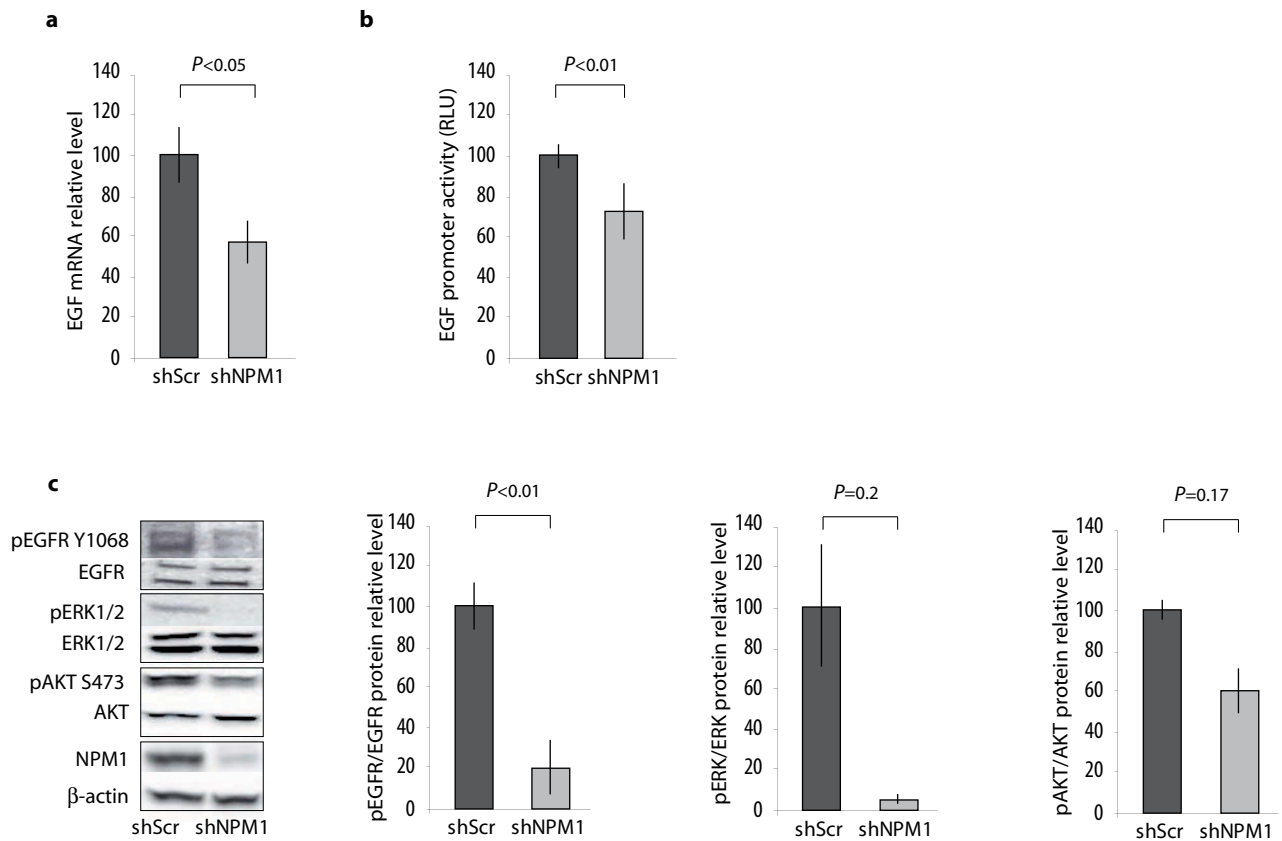 a
P<0.05
EGF mRNA relative level
140
120
100
80
60
40
20
0
shScr shNPM1
b
P<0.01
EGF promoter activity (RLU)
140
120
100
80
60
40
20
0
shScr shNPM1
c
pEGFR Y1068
EGFR
pERK1/2
ERK1/2
pAKT S473
AKT
NPM1
β-actin
shScr shNPM1
P<0.01
pEGFR/EGFR protein relative level
140
120
100
80
60
40
20
0
shScr shNPM1
P=0.2
pERK/ERK protein relative level
140
120
100
80
60
40
20
0
shScr shNPM1
P=0.17
pAKT/AKT protein relative level
140
120
100
80
60
40
20
0
shScr shNPM1